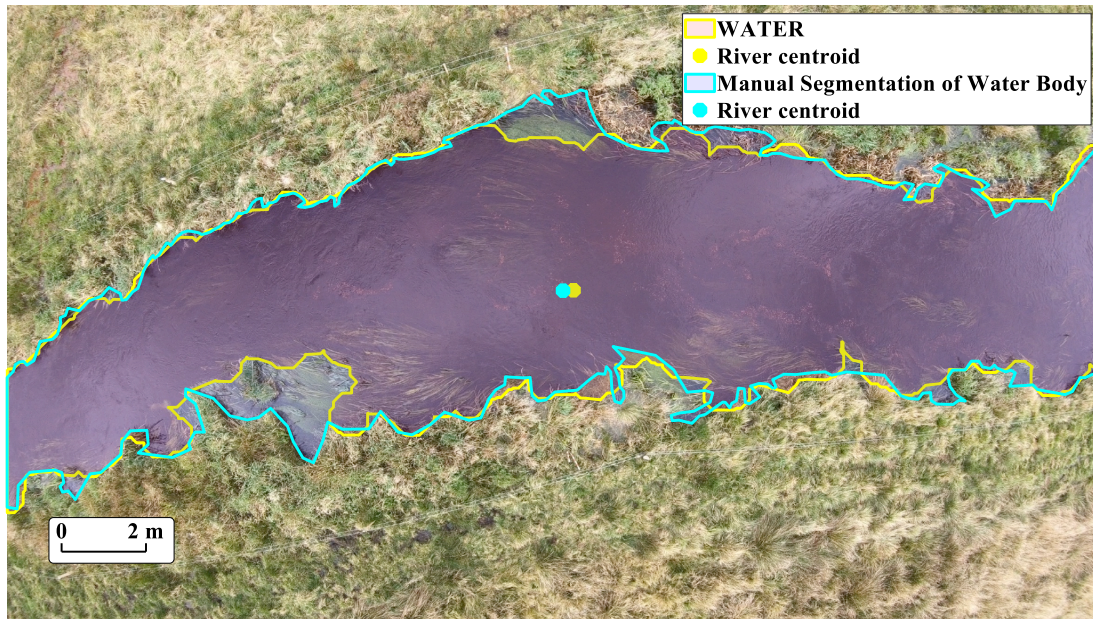 WATER
River centroid
Manual Segmentation of Water Body
River centroid
0 2 m